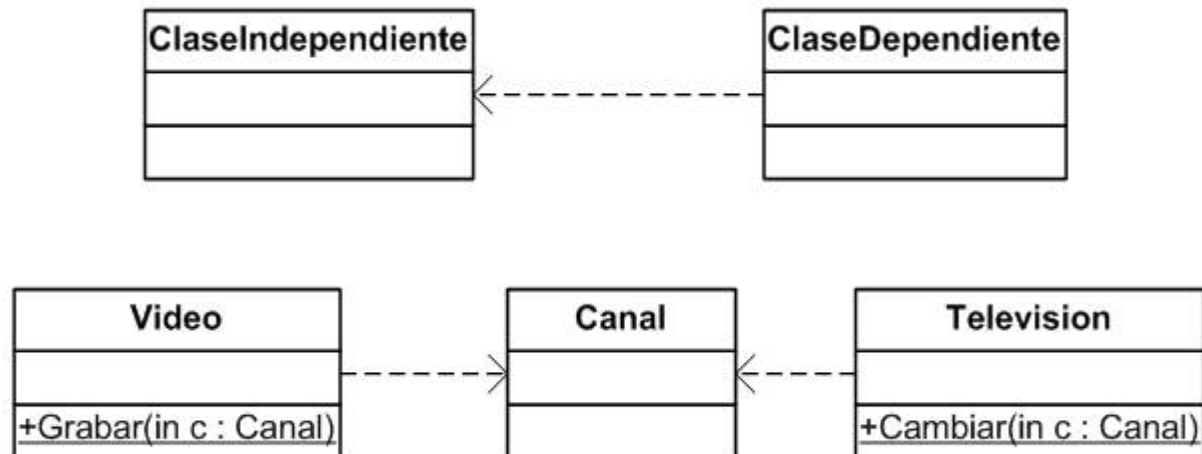 ClaseIndependiente
ClaseDependiente
Video
Canal
Television
+Grabar(in c : Canal)
+Cambiar(in c : Canal)